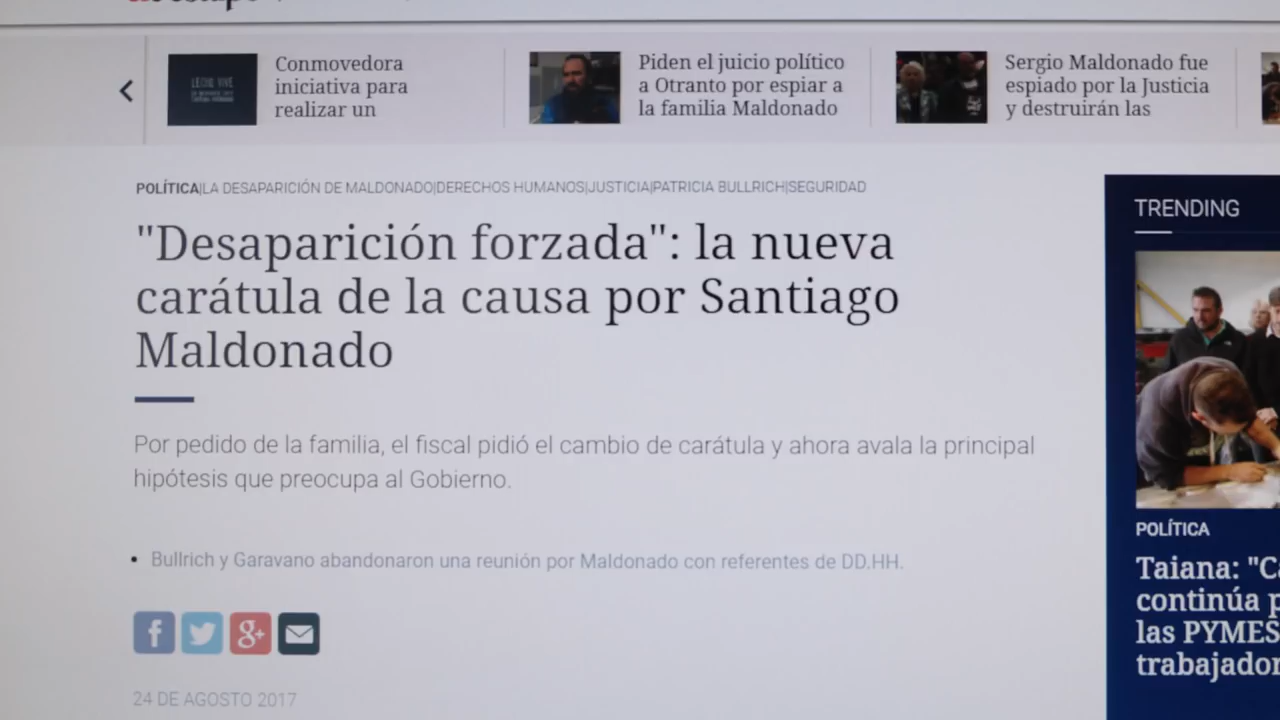 Conmovedora
iniciativa para
realizar un
Piden el juicio político
a Otranto por espiar a
la familia Maldonado
Sergio Maldonado fue
espiado por la Justicia
y destruirán las
POLÍTICA|LA DESAPARICIÓN DE MALDONADO|DERECHOS HUMANOS|JUSTICIA|PATRICIA BULLRICH|SEGURIDAD
"Desaparición forzada": la nueva
carátula de la causa por Santiago
Maldonado
Por pedido de la familia, el fiscal pidió el cambio de carátula y ahora avala la principal
hipótesis que preocupa al Gobierno.
• Bullrich y Garavano abandonaron una reunión por Maldonado con referentes de DD.HH.
24 DE AGOSTO 2017
TRENDING
POLÍTICA
Taiana: "Ca
continúa p
las PYMES
trabajador